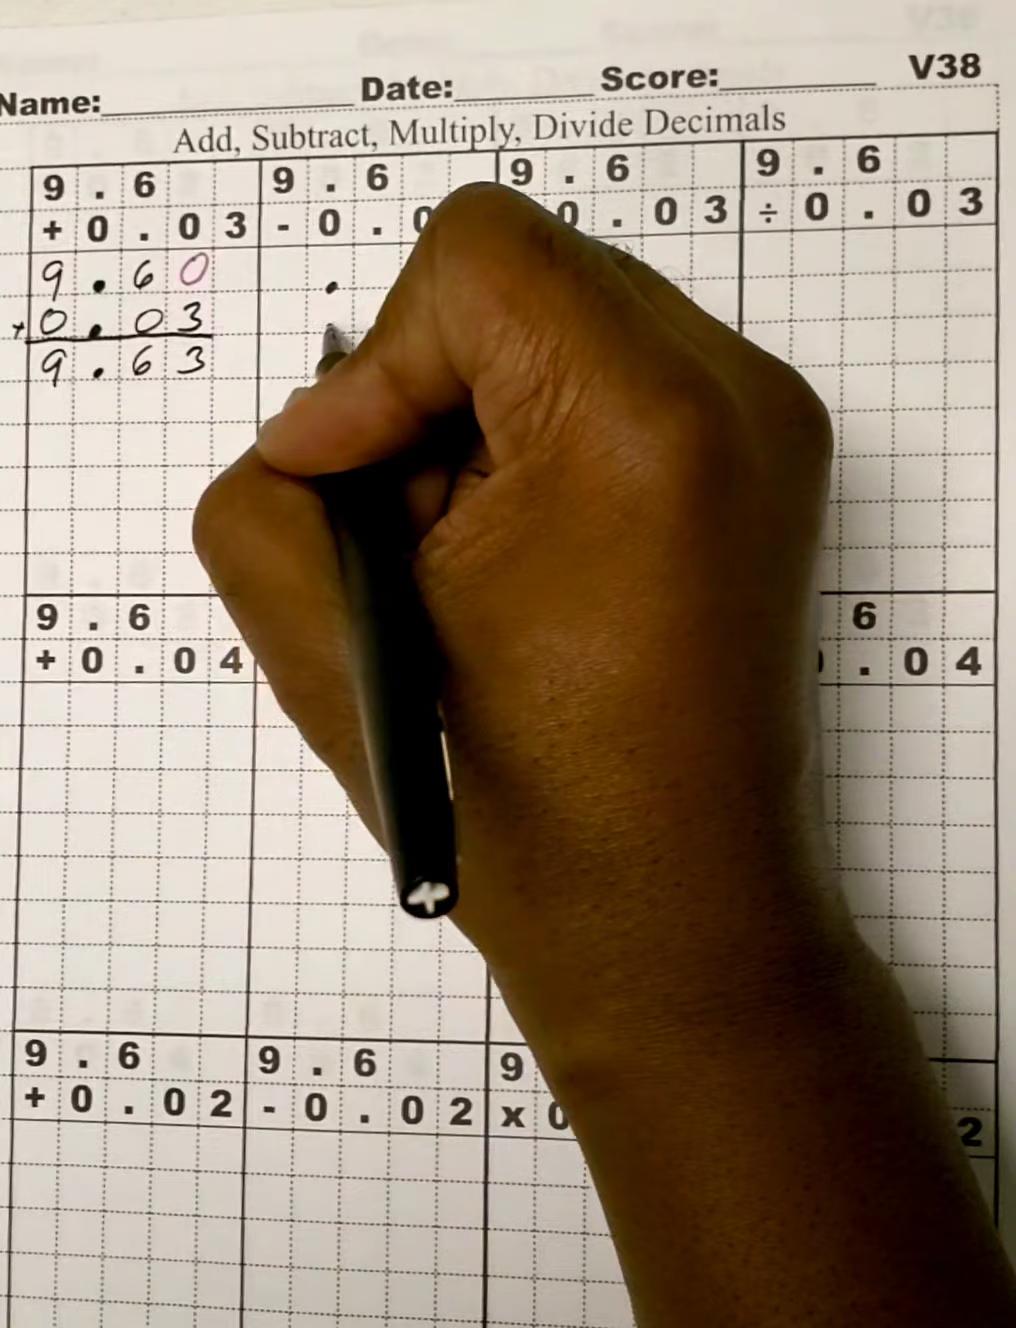 Name:____________ Date:________ Score:_________ V38
Add, Subtract, Multiply, Divide Decimals
9 . 6 9 . 6 9 . 6 9 . 6
+ 0 . 0 3 - 0 . 0 0 . 0 3 ÷ 0 . 0 3
9 . 6 0 .
+ 0 . 0 3
9 . 6 3
9 . 6 6
+ 0 . 0 4 . 0 4
9 . 6 9 . 6 9
+ 0 . 0 2 - 0 . 0 2 x 0 2